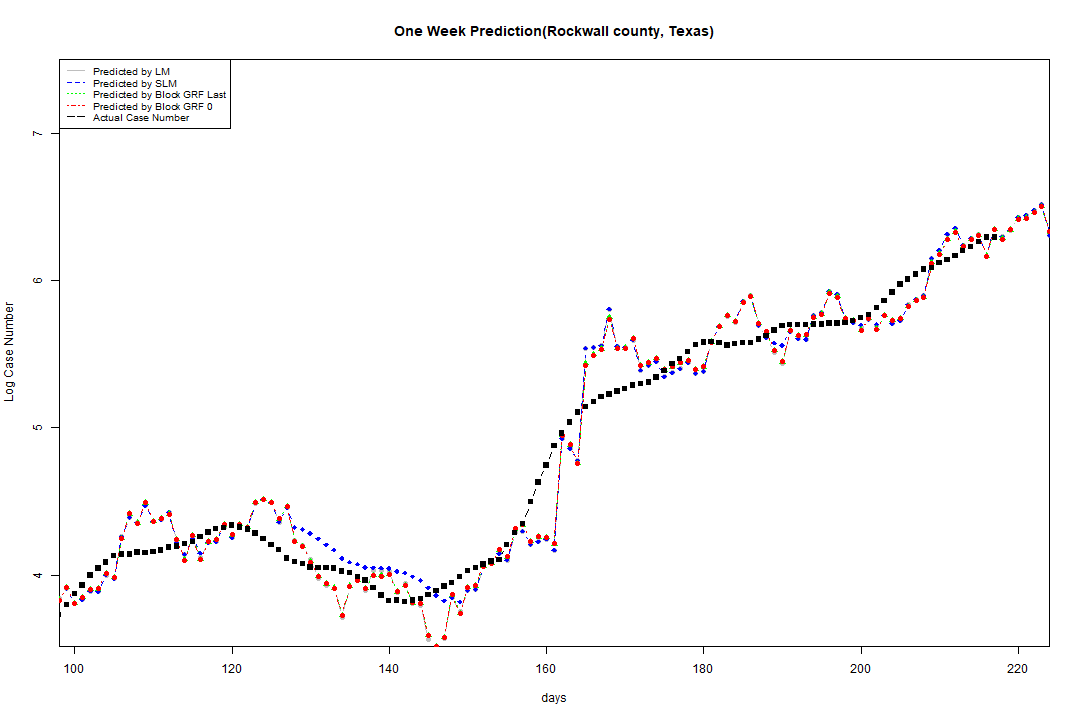 One Week Prediction(Rockwall county, Texas)
Predicted by LM
Predicted by SLM
Predicted by Block GRF Last
Predicted by Block GRF 0
Actual Case Number
7
6
5
4
Log Case Number
100 120 140 160 180 200 220
days